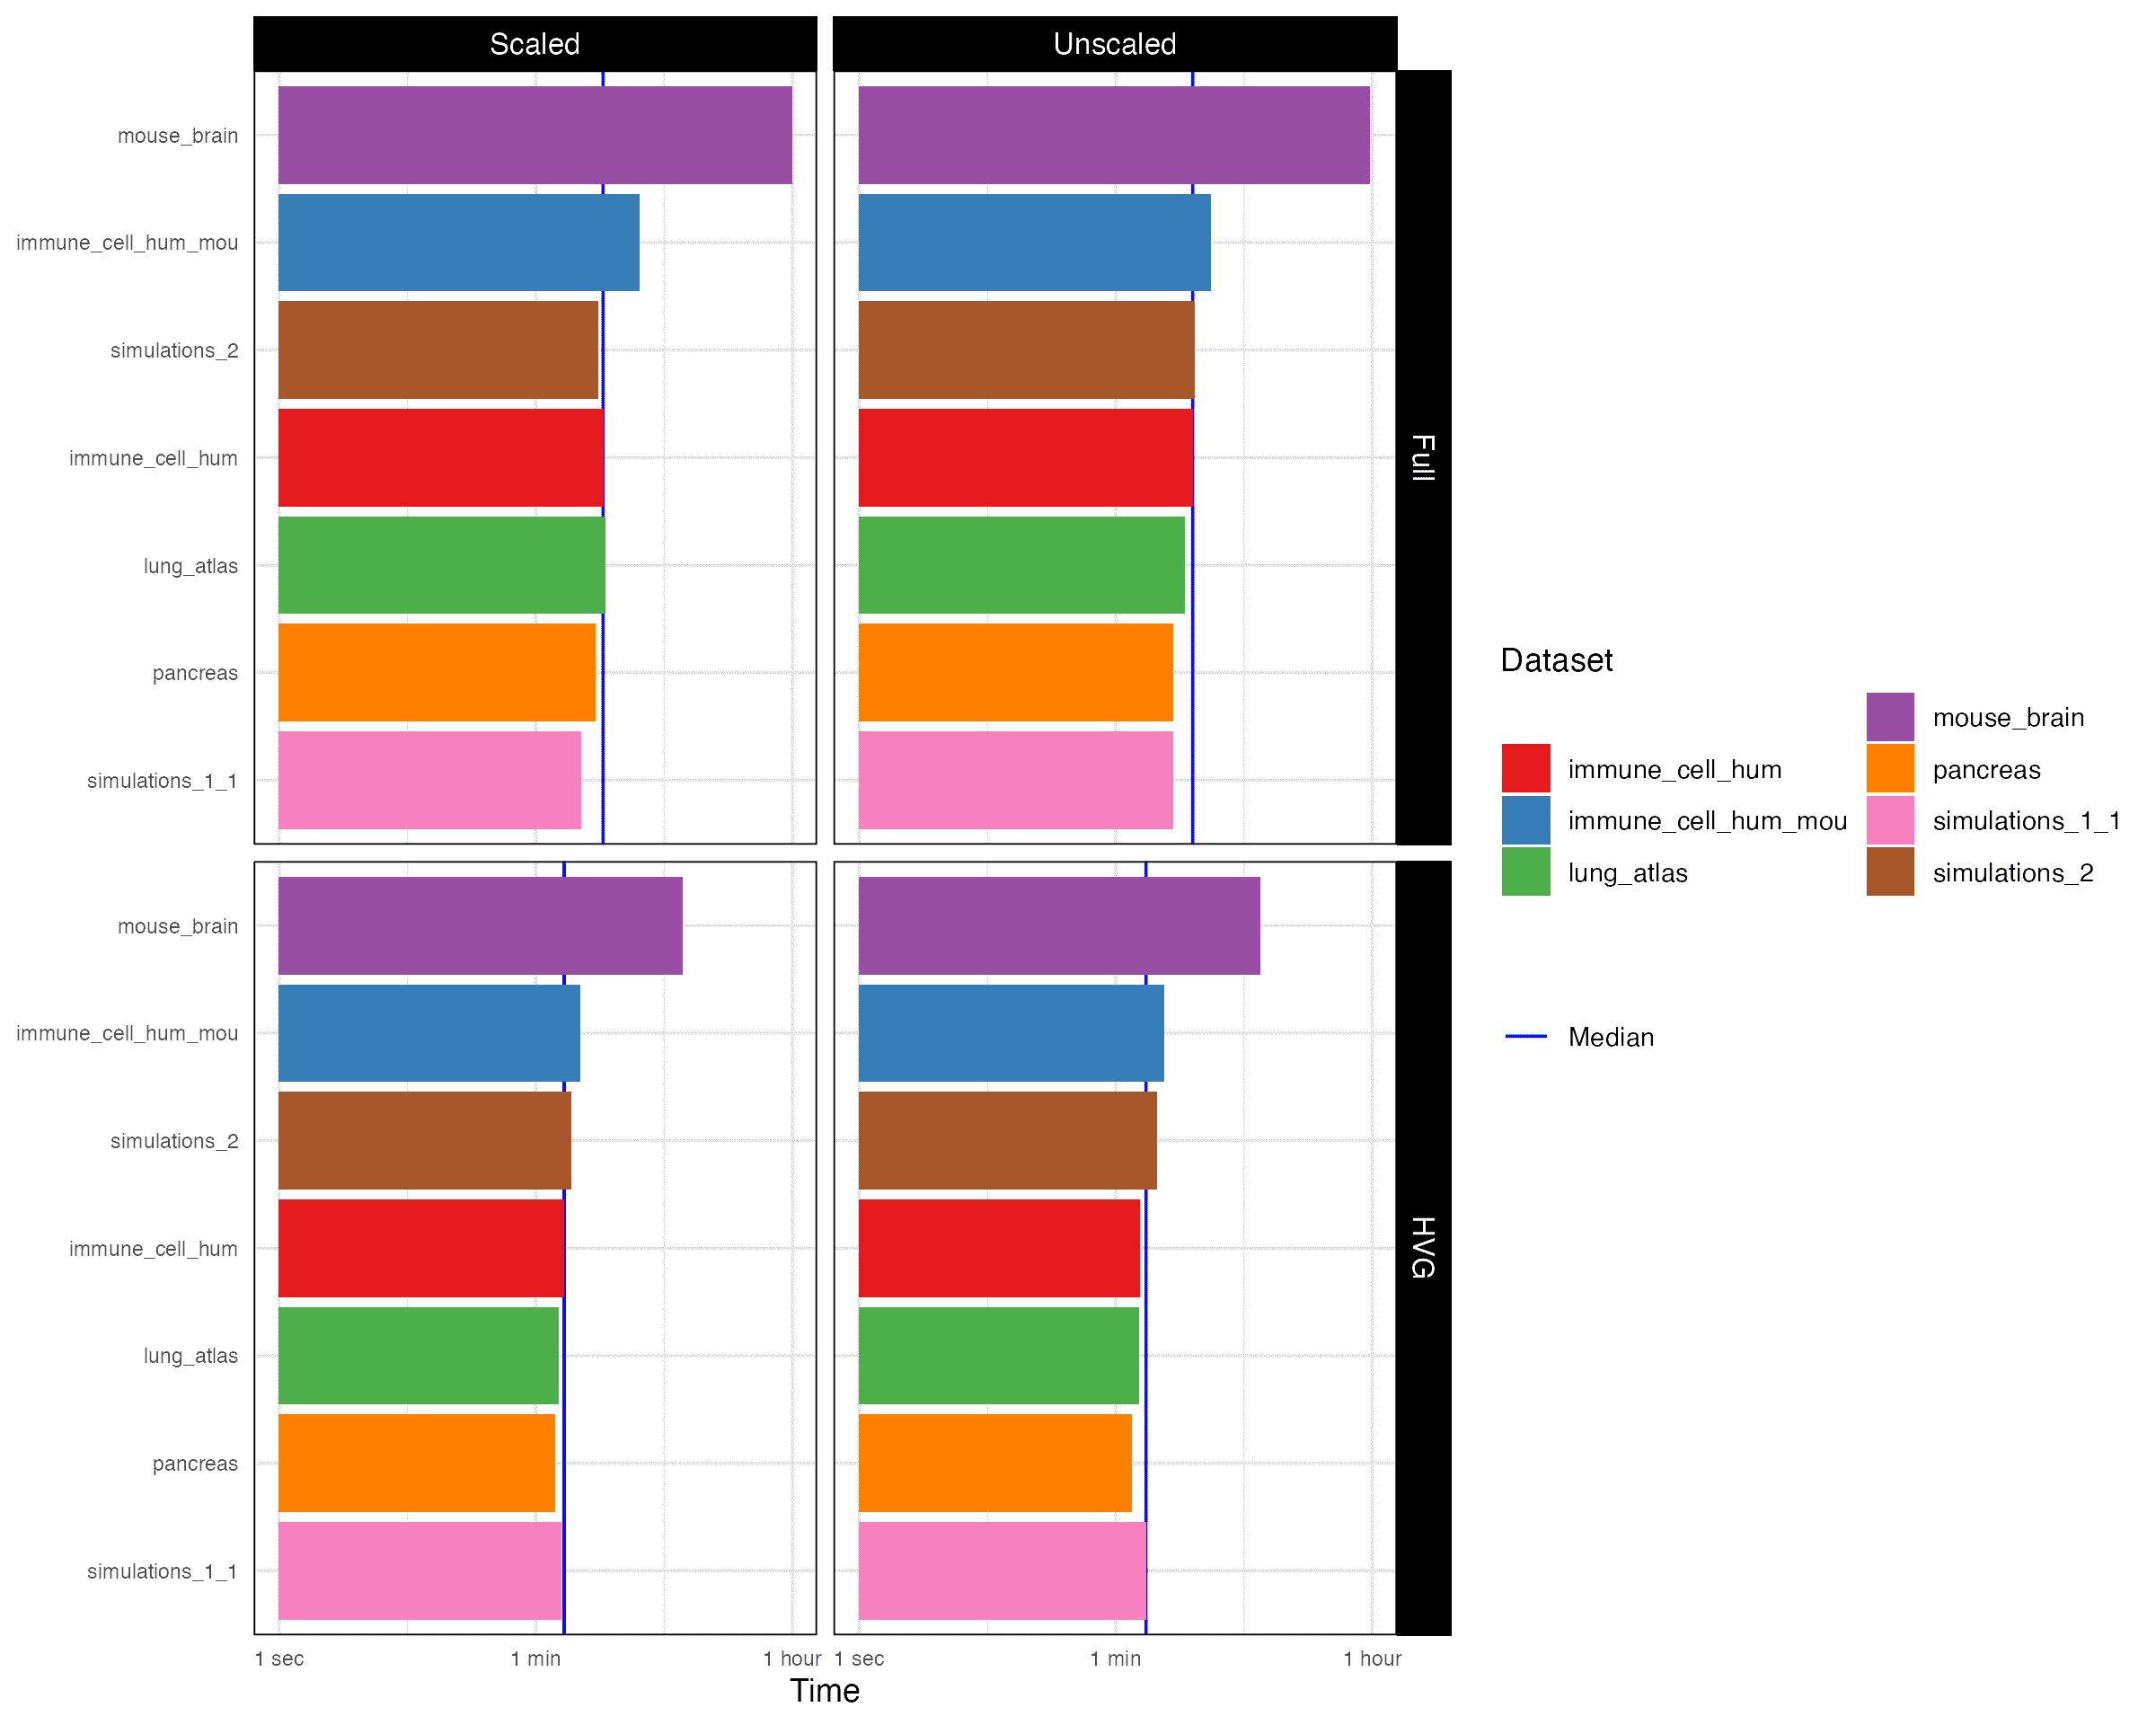 Scaled
Unscaled
mouse_brain
immune_cell_hum_mou
simulations_2
immune_cell_hum
lung_atlas
pancreas
simulations_1_1
Full
mouse_brain
immune_cell_hum_mou
simulations_2
immune_cell_hum
lung_atlas
pancreas
simulations_1_1
HVG
1 sec
1 min
1 hour
1 sec
1 min
1 hour
Time
Dataset
immune_cell_hum
immune_cell_hum_mou
lung_atlas
mouse_brain
pancreas
simulations_1_1
simulations_2
Median